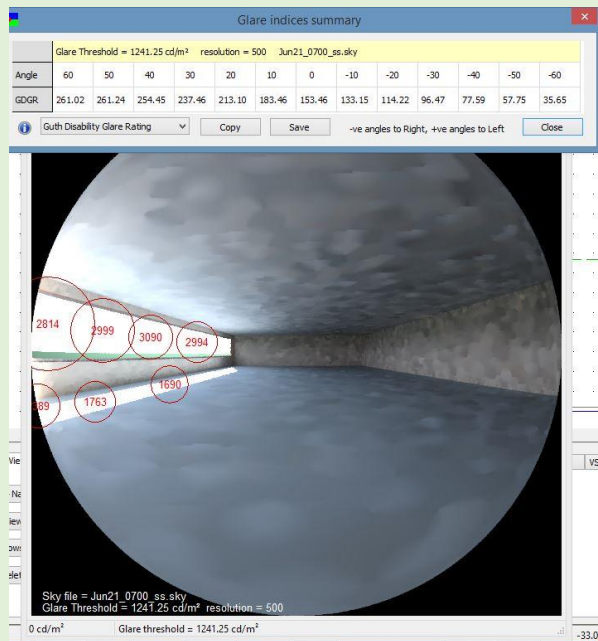 Glare indices summary
Glare Threshold = 1241.25 cd/m² resolution = 500 Jun21_0700_ss.sky
Angle 60 50 40 30 20 10 0 -10 -20 -30 -40 -50 -60
GDGR 261.02 261.24 254.45 237.46 213.10 183.46 153.46 133.15 114.22 96.47 77.59 57.75 35.65
Guth Disability Glare Rating Copy Save -ve angles to Right, +ve angles to Left Close
2814 2999 3090 2994
1690
1763
Sky file = Jun21_0700_ss.sky
Glare Threshold = 1241.25 cd/m² resolution = 500
0 cd/m² Glare threshold = 1241.25 cd/m²